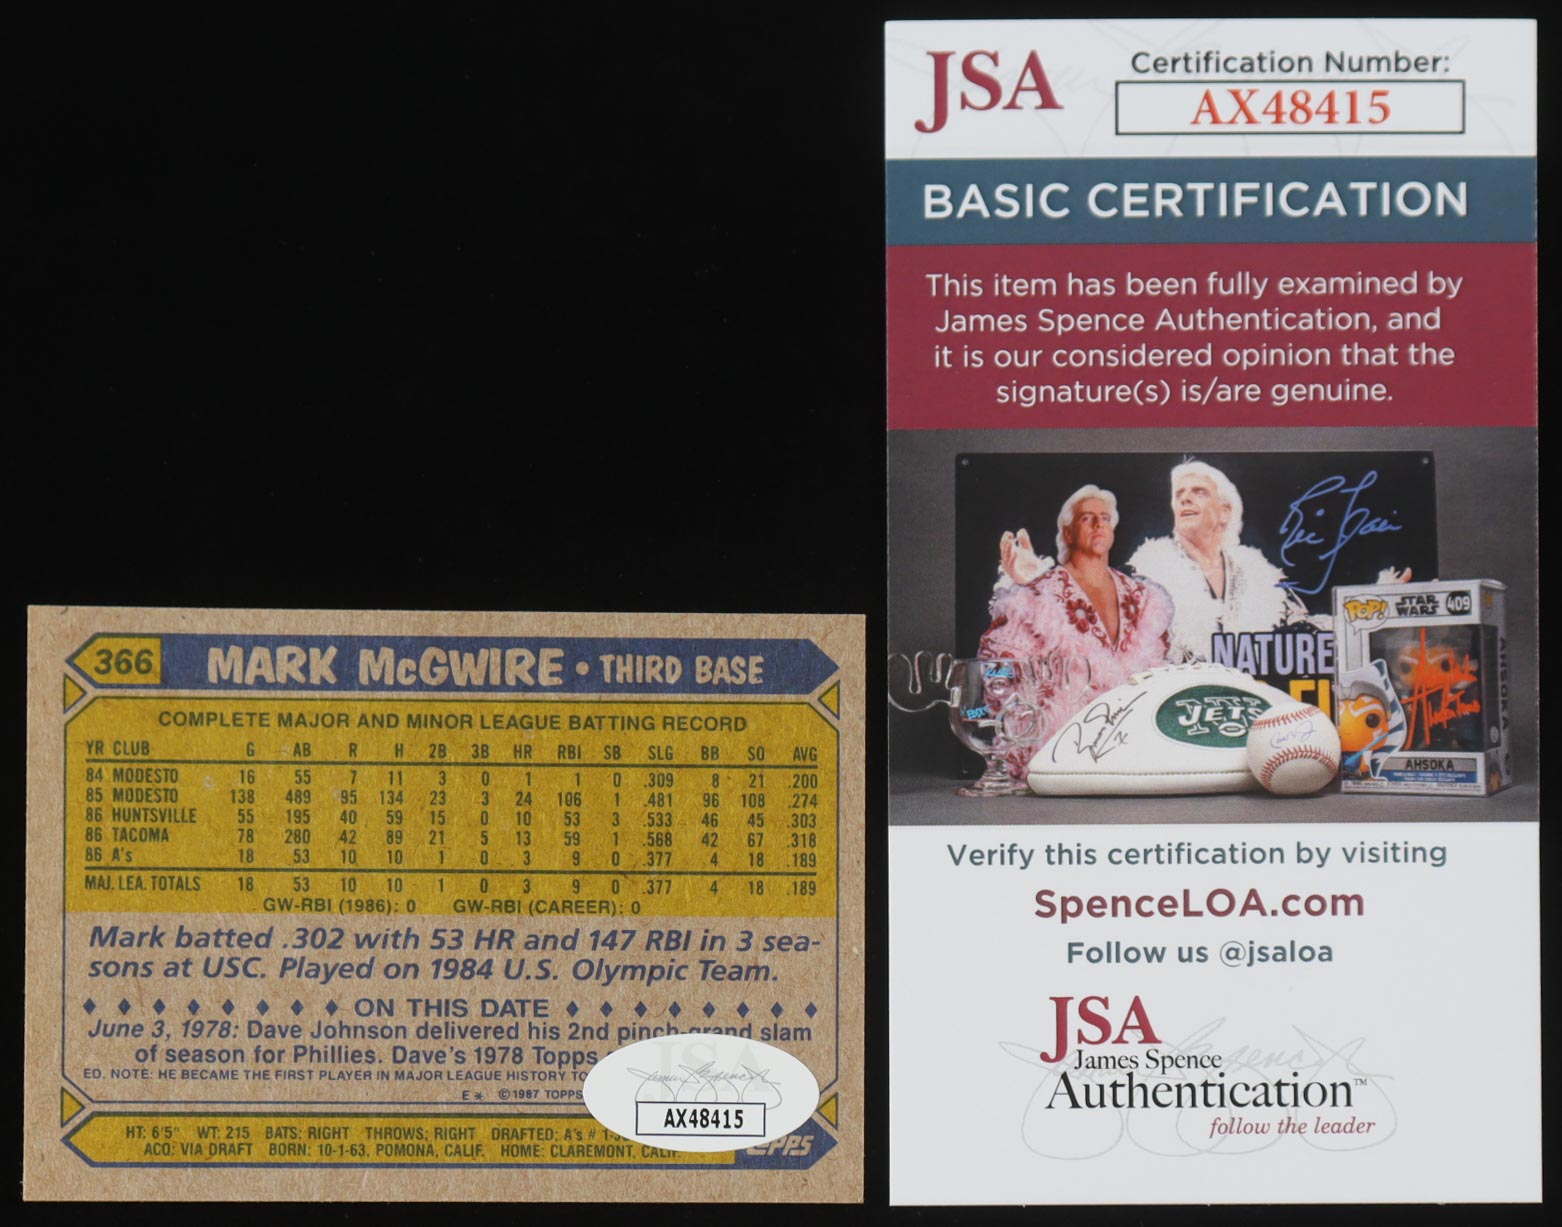 366 MARK McGWIRE • THIRD BASE
COMPLETE MAJOR AND MINOR LEAGUE BATTING RECORD
YR CLUB G AB R H 2B 3B HR RBI SB SLG BB SO AVG
84 MODESTO 16 55 7 11 3 0 1 1 0 .309 8 21 .200
85 MODESTO 138 489 95 134 23 3 24 106 1 .481 96 108 .274
86 HUNTSVILLE 55 195 40 59 15 0 10 53 3 .533 46 45 .303
86 TACOMA 78 280 42 89 21 5 13 59 1 .568 42 67 .318
86 A's 18 53 10 10 1 0 3 9 0 .377 4 18 .189
MAJ. LEA. TOTALS 18 53 10 10 1 0 3 9 0 .377 4 18 .189
GW-RBI (1986): 0 GW-RBI (CAREER): 0
Mark batted .302 with 53 HR and 147 RBI in 3 sea-
sons at USC. Played on 1984 U.S. Olympic Team.
ON THIS DATE
June 3, 1978: Dave Johnson delivered his 2nd pinch-grand slam
of season for Phillies. Dave's 1978 Topps
ED. NOTE: HE BECAME THE FIRST PLAYER IN MAJOR LEAGUE HISTORY TO
E* ©1987 TOPPS
HT: 6'5" WT: 215 BATS: RIGHT THROWS: RIGHT DRAFTED: A's #
ACQ: VIA DRAFT BORN: 10-1-63, POMONA, CALIF. HOME: CLAREMONT, CALIF.
TOPPS
JSA
AX48415
JSA
Certification Number:
AX48415
BASIC CERTIFICATION
This item has been fully examined by
James Spence Authentication, and
it is our considered opinion that the
signature(s) is/are genuine.
Ric Flair
NATURE
POP! STAR WARS 409
AHSOKA
JETS
AHSOKA
Verify this certification by visiting
SpenceLOA.com
Follow us @jsaloa
JSA
James Spence
Authentication™
follow the leader